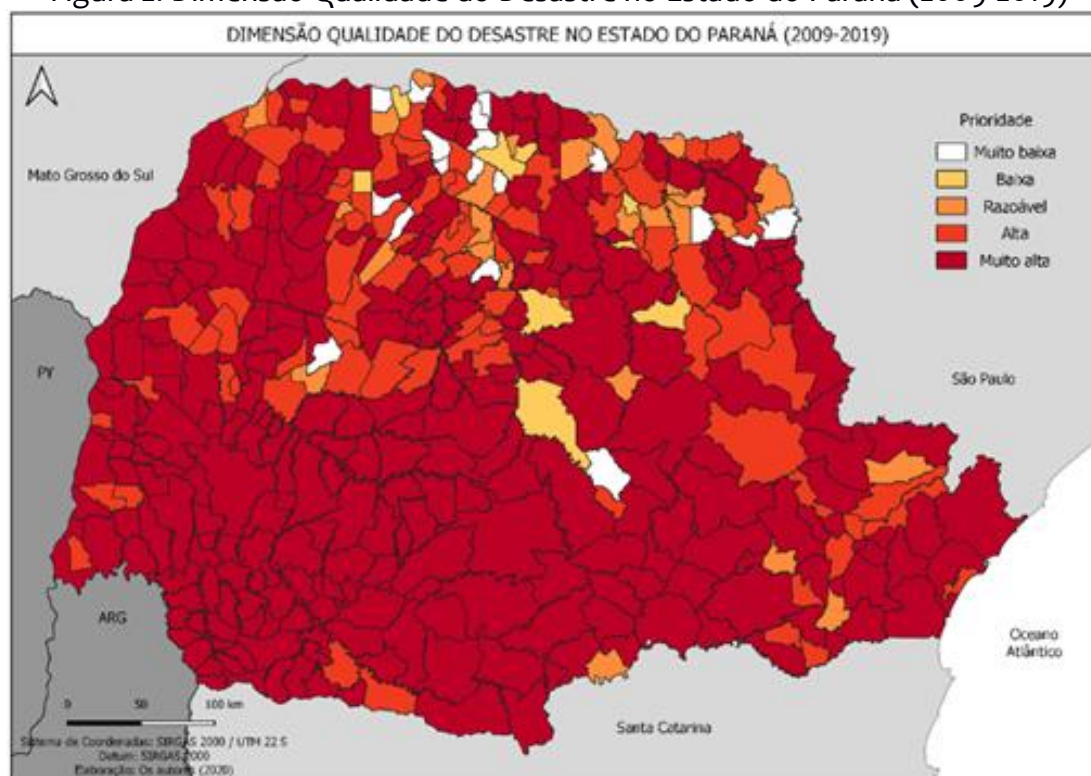 Figura 2: Dimensão Qualidade do Desastre no Estado do Paraná (2009 2019)
DIMENSÃO QUALIDADE DO DESASTRE NO ESTADO DO PARANÁ (2009-2019)
Prioridade
Muito baixa
Baixa
Razoável
Alta
Muito alta
Mato Grosso do Sul
PY
São Paulo
ARG
Oceano
Atlântico
0 50 100 km
Santa Catarina
Sistema de Coordenadas: SIRGAS 2000 / UTM 22 S
Datum: SIRGAS 2000
Elaboração: Os autores (2020)